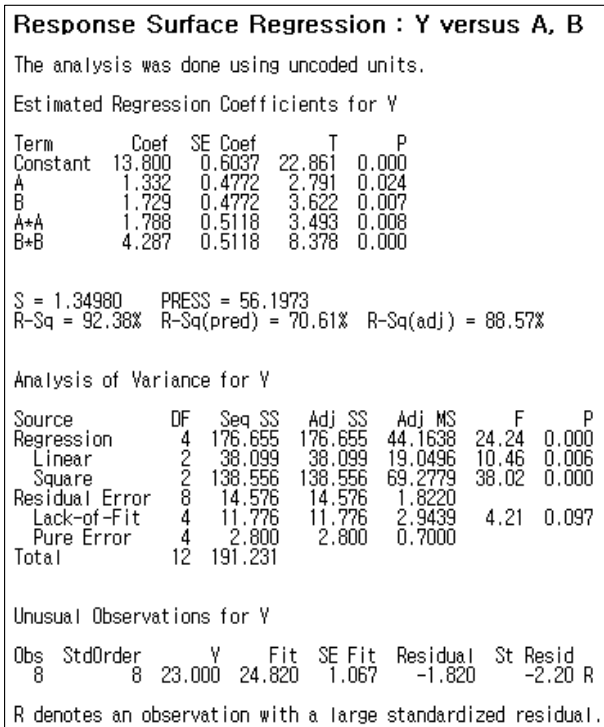 Response Surface Regression : Y versus A, B
The analysis was done using uncoded units.
Estimated Regression Coefficients for Y
Term Coef SE Coef T P
Constant 13.800 0.6037 22.861 0.000
A 1.332 0.4772 2.791 0.024
B 1.729 0.4772 3.622 0.007
A*A 1.788 0.5118 3.493 0.008
B*B 4.287 0.5118 8.378 0.000
S = 1.34980 PRESS = 56.1973
R-Sq = 92.38% R-Sq(pred) = 70.61% R-Sq(adj) = 88.57%
Analysis of Variance for Y
Source DF Seq SS Adj SS Adj MS F P
Regression 4 176.655 176.655 44.1638 24.24 0.000
Linear 2 38.099 38.099 19.0496 10.46 0.006
Square 2 138.556 138.556 69.2779 38.02 0.000
Residual Error 8 14.576 14.576 1.8220
Lack-of-Fit 4 11.776 11.776 2.9439 4.21 0.097
Pure Error 4 2.800 2.800 0.7000
Total 12 191.231
Unusual Observations for Y
Obs StdOrder Y Fit SE Fit Residual St Resid
8 8 23.000 24.820 1.067 -1.820 -2.20 R
R denotes an observation with a large standardized residual.